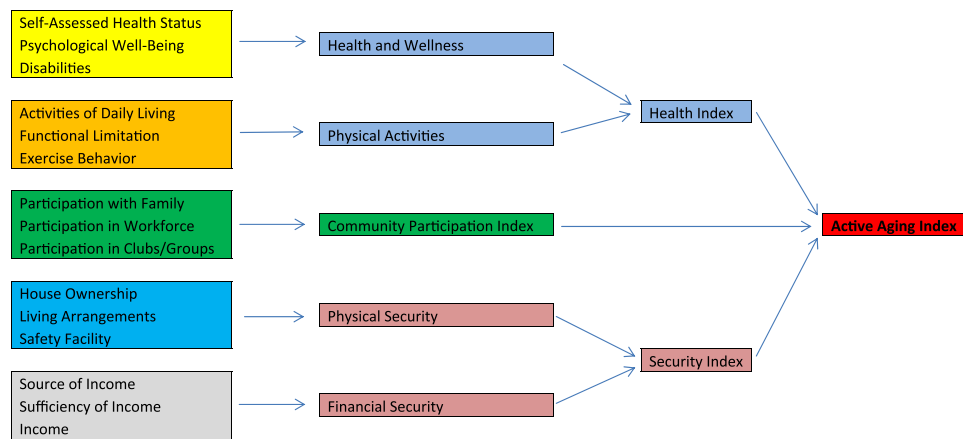 Self-Assessed Health Status
Psychological Well-Being
Disabilities
Health and Wellness
Activities of Daily Living
Functional Limitation
Exercise Behavior
Physical Activities
Health Index
Participation with Family
Participation in Workforce
Participation in Clubs/Groups
Community Participation Index
Active Aging Index
House Ownership
Living Arrangements
Safety Facility
Physical Security
Security Index
Source of Income
Sufficiency of Income
Income
Financial Security